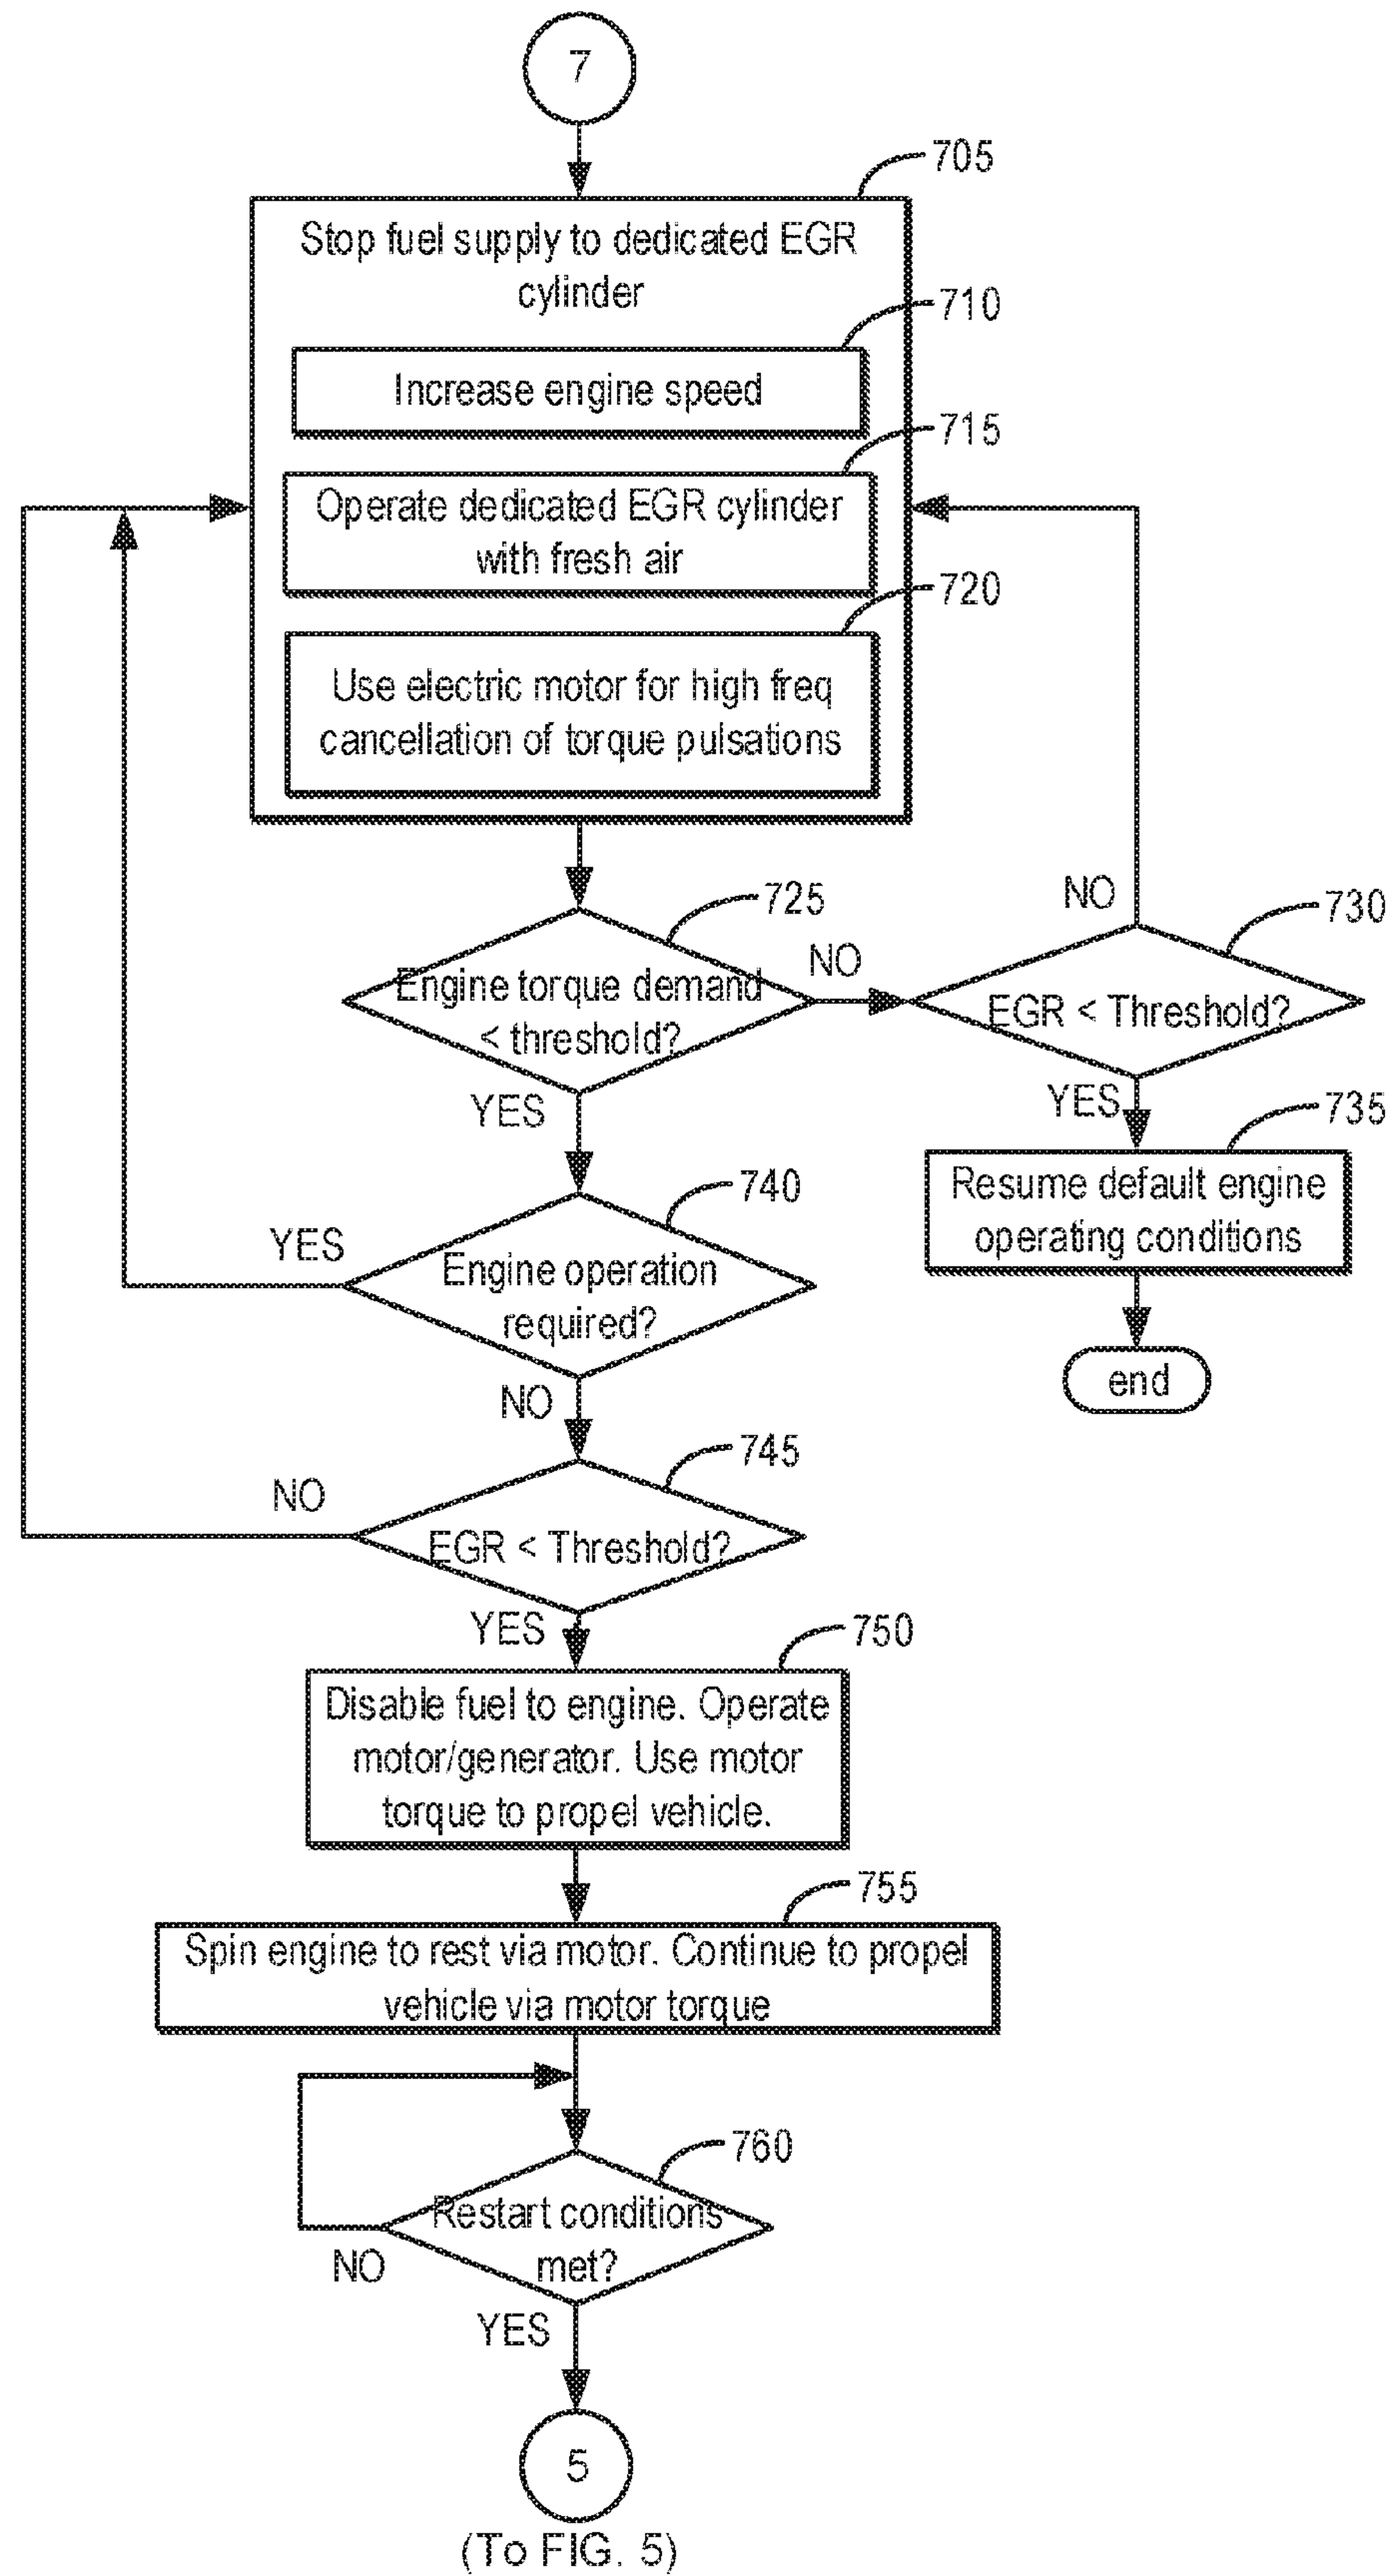 7
705
Stop fuel supply to dedicated EGR
cylinder
710
Increase engine speed
715
Operate dedicated EGR cylinder
with fresh air
720
Use electric motor for high freq
cancellation of torque pulsations
725
Engine torque demand
< threshold?
NO
YES
730
EGR < Threshold?
NO
YES
735
Resume default engine
operating conditions
end
740
Engine operation
required?
YES
NO
745
EGR < Threshold?
NO
YES
750
Disable fuel to engine. Operate
motor/generator. Use motor
torque to propel vehicle.
755
Spin engine to rest via motor. Continue to propel
vehicle via motor torque
760
Restart conditions
met?
NO
YES
5
(To FIG. 5)